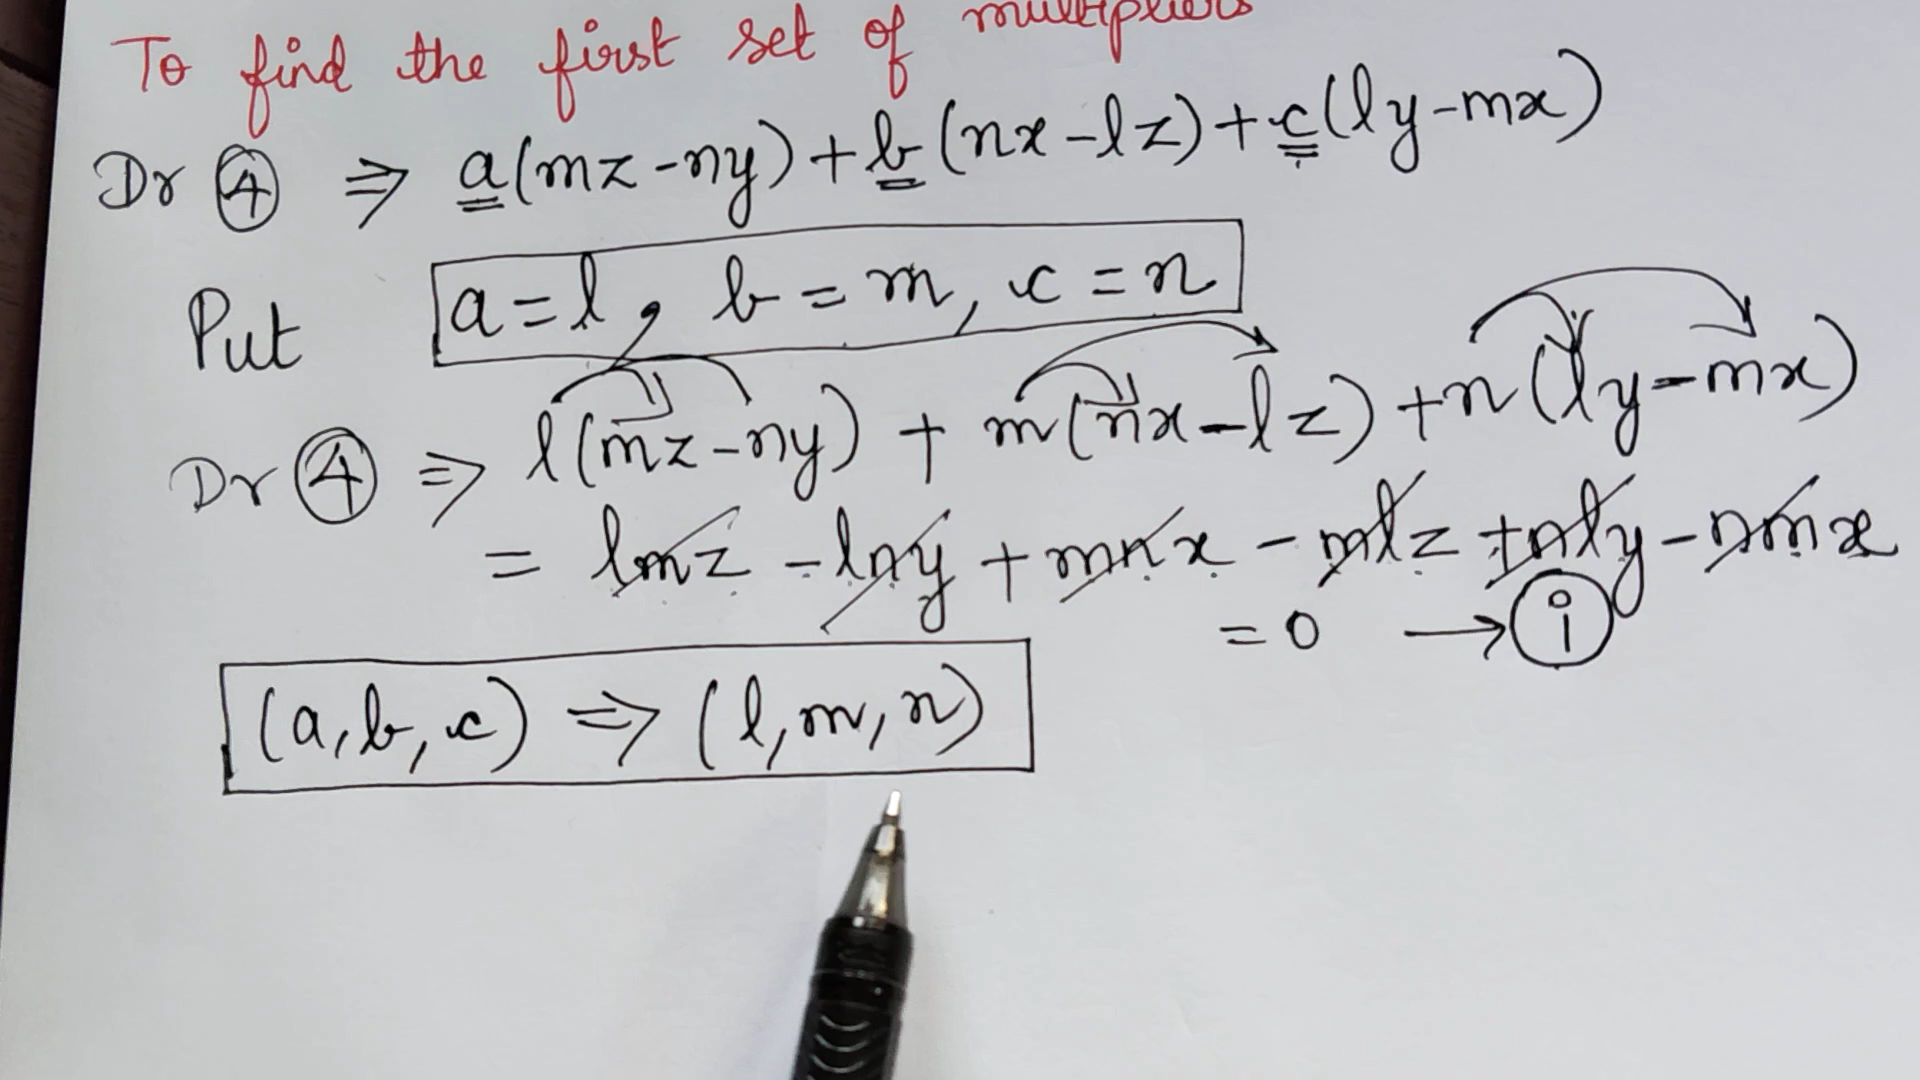 To find the first set of multipliers
Dr ④ ⇒ a(mz-ny)+b(nx-lz)+c(ly-mx)
Put a=l, b=m, c=n
Dr ④ ⇒ l(mz-ny) + m(nx-lz)+n(ly-mx)
= lmz -lny +mnx - mlz +nly -nmx
=0 → ⓘ
(a,b,c) ⇒ (l,m,n)